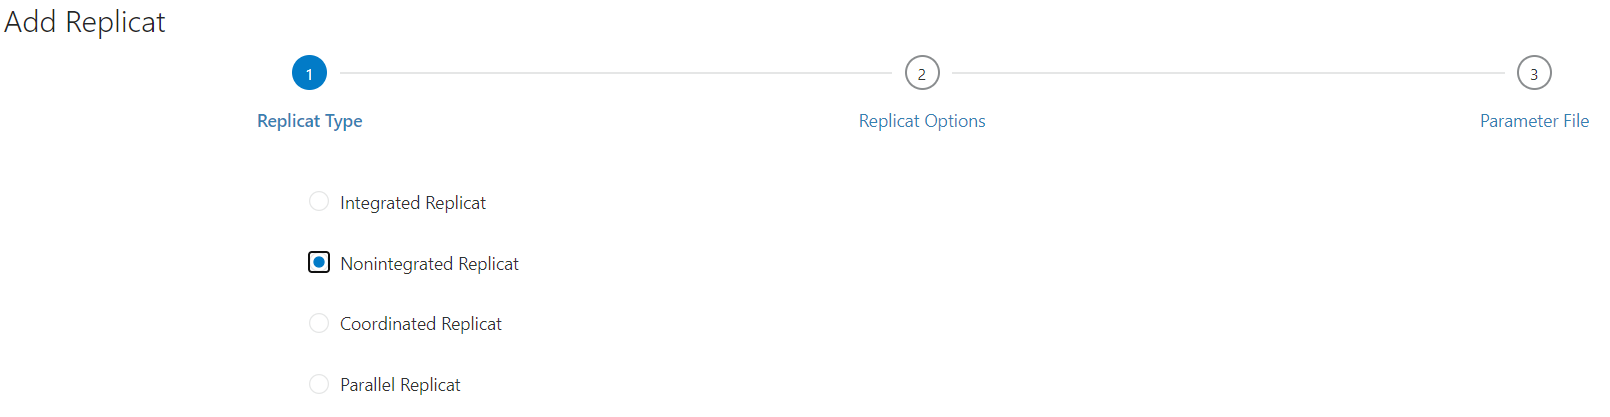 Add Replicat
1 2 3
Replicat Type Replicat Options Parameter File
Integrated Replicat
Nonintegrated Replicat
Coordinated Replicat
Parallel Replicat